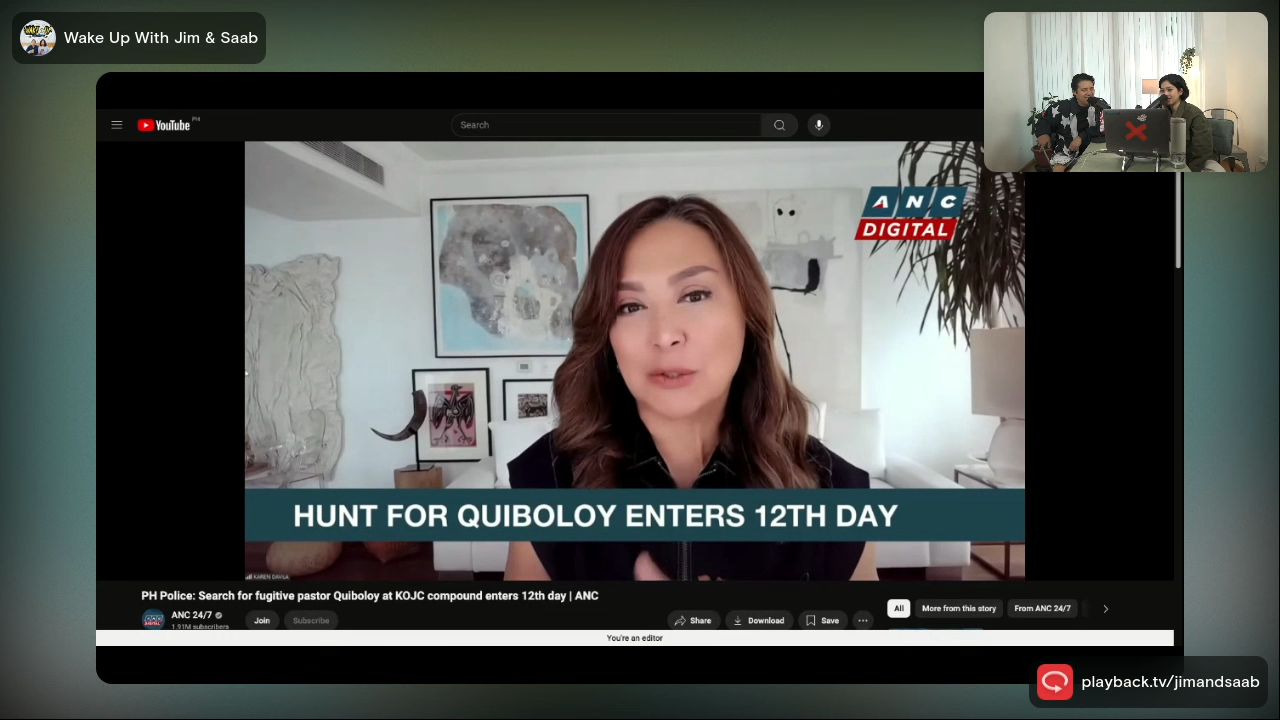 Wake Up With Jim & Saab
YouTube PH
Search
ANC
DIGITAL
HUNT FOR QUIBOLOY ENTERS 12TH DAY
KAREN DAVILA
PH Police: Search for fugitive pastor Quiboloy at KOJC compound enters 12th day | ANC
ANC 24/7
1.91M subscribers
Join
Subscribe
Share
Download
Save
All
More from this story
From ANC 24/7
You're an editor
playback.tv/jimandsaab